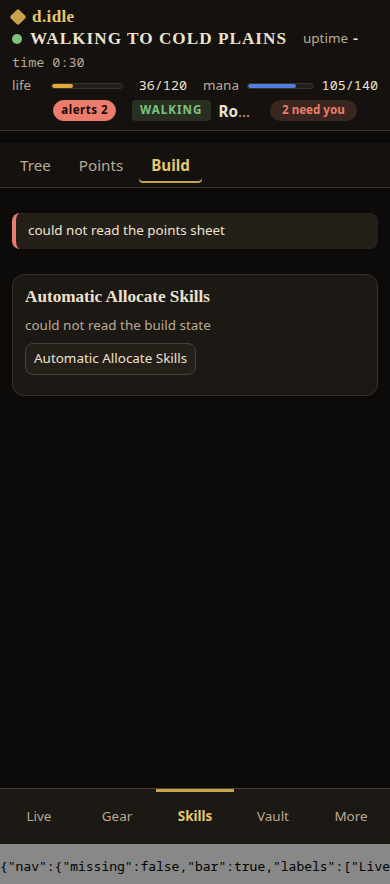 d.idle
WALKING TO COLD PLAINS uptime -
time 0:30
life 36/120 mana 105/140
alerts 2 WALKING Ro... 2 need you
Tree Points Build
could not read the points sheet
Automatic Allocate Skills
could not read the build state
Automatic Allocate Skills
Live Gear Skills Vault More
{"nav":{"missing":false,"bar":true,"labels":["Live